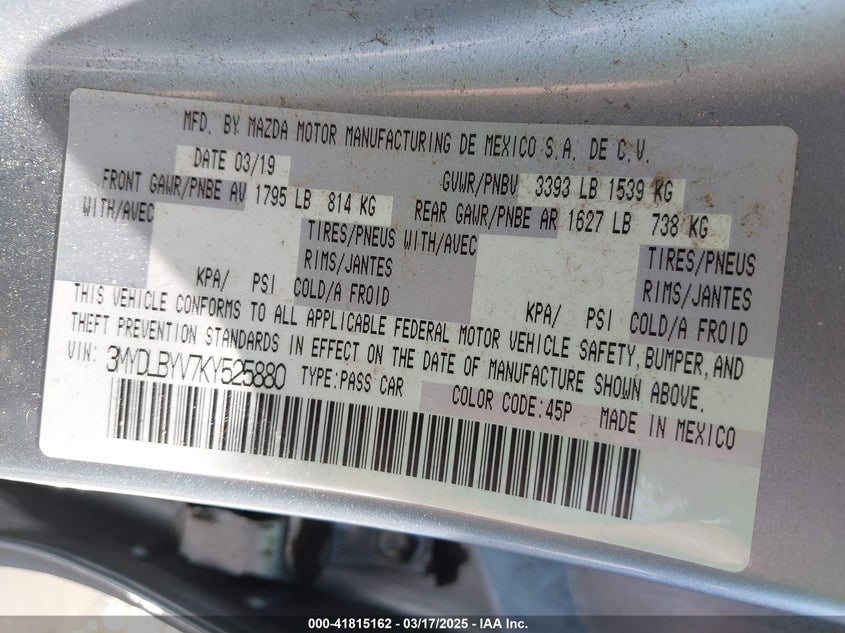 MFD. BY MAZDA MOTOR MANUFACTURING DE MEXICO S.A. DE C.V.
DATE 03/19
GVWR/PNBV 3393 LB 1539 KG
FRONT GAWR/PNBE AV 1795 LB 814 KG
REAR GAWR/PNBE AR 1627 LB 738 KG
WITH/AVEC
TIRES/PNEUS
WITH/AVEC
TIRES/PNEUS
RIMS/JANTES
RIMS/JANTES
KPA/ PSI COLD/A FROID
KPA/ PSI COLD/A FROID
THIS VEHICLE CONFORMS TO ALL APPLICABLE FEDERAL MOTOR VEHICLE SAFETY, BUMPER, AND
THEFT PREVENTION STANDARDS IN EFFECT ON THE DATE OF MANUFACTURE SHOWN ABOVE.
VIN: 3MYDLBYV7KY525880 TYPE:PASS CAR
COLOR CODE:45P MADE IN MEXICO
000-41815162 - 03/17/2025 - IAA Inc.